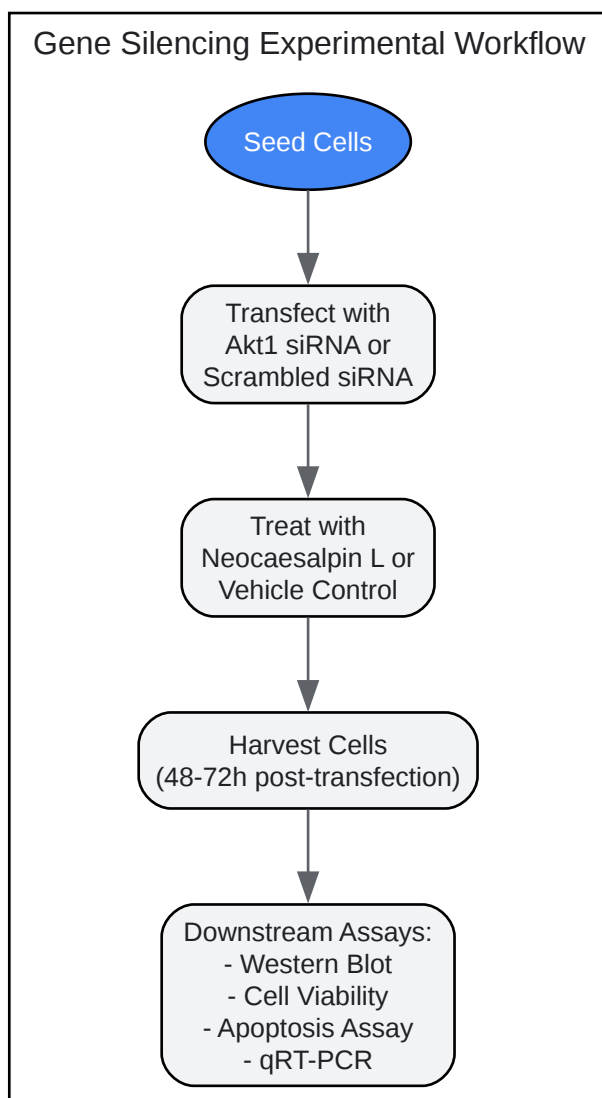 Gene Silencing Experimental Workflow
Seed Cells
Transfect with
Akt1 siRNA or
Scrambled siRNA
Treat with
Neocaesalpin L or
Vehicle Control
Harvest Cells
(48-72h post-transfection)
Downstream Assays:
- Western Blot
- Cell Viability
- Apoptosis Assay
- qRT-PCR